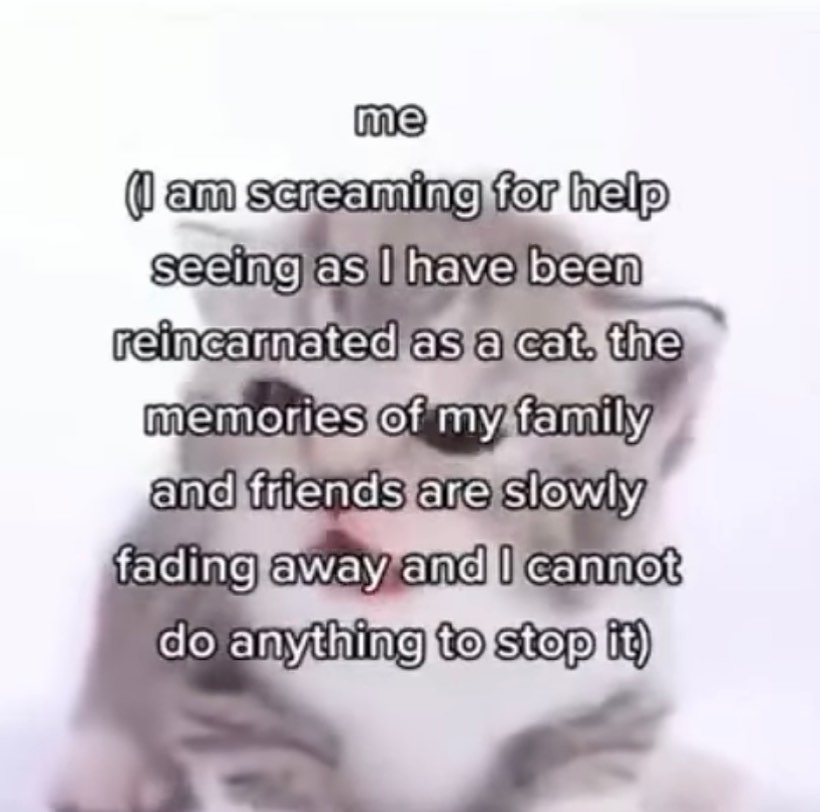 me
(I am screaming for help
seeing as I have been
reincarnated as a cat. the
memories of my family
and friends are slowly
fading away and I cannot
do anything to stop it)